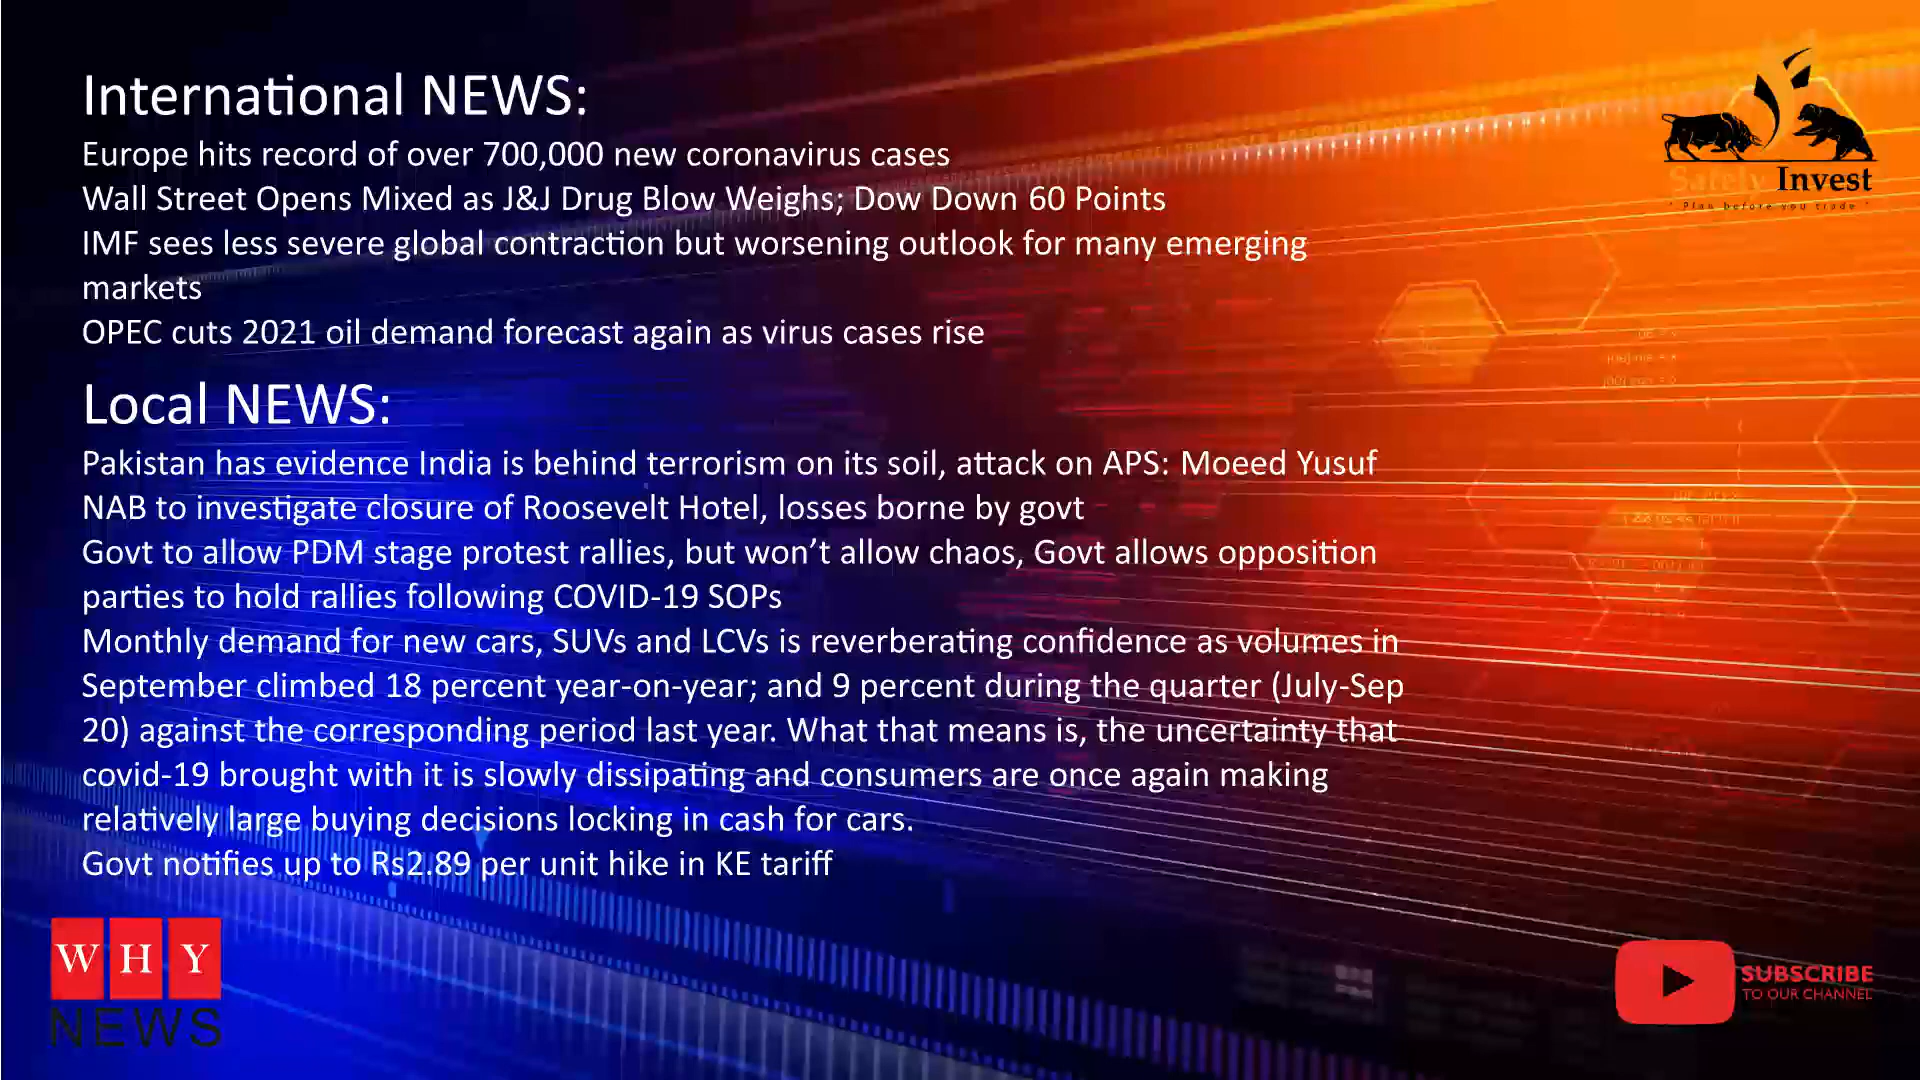 International NEWS:
Europe hits record of over 700,000 new coronavirus cases
Wall Street Opens Mixed as J&J Drug Blow Weighs; Dow Down 60 Points
IMF sees less severe global contraction but worsening outlook for many emerging
markets
OPEC cuts 2021 oil demand forecast again as virus cases rise
Local NEWS:
Pakistan has evidence India is behind terrorism on its soil, attack on APS: Moeed Yusuf
NAB to investigate closure of Roosevelt Hotel, losses borne by govt
Govt to allow PDM stage protest rallies, but won’t allow chaos, Govt allows opposition
parties to hold rallies following COVID-19 SOPs
Monthly demand for new cars, SUVs and LCVs is reverberating confidence as volumes in
September climbed 18 percent year-on-year; and 9 percent during the quarter (July-Sep
20) against the corresponding period last year. What that means is, the uncertainty that
covid-19 brought with it is slowly dissipating and consumers are once again making
relatively large buying decisions locking in cash for cars.
Govt notifies up to Rs2.89 per unit hike in KE tariff
Safely Invest
" Plan before you trade "
WHY
NEWS
SUBSCRIBE
TO OUR CHANNEL